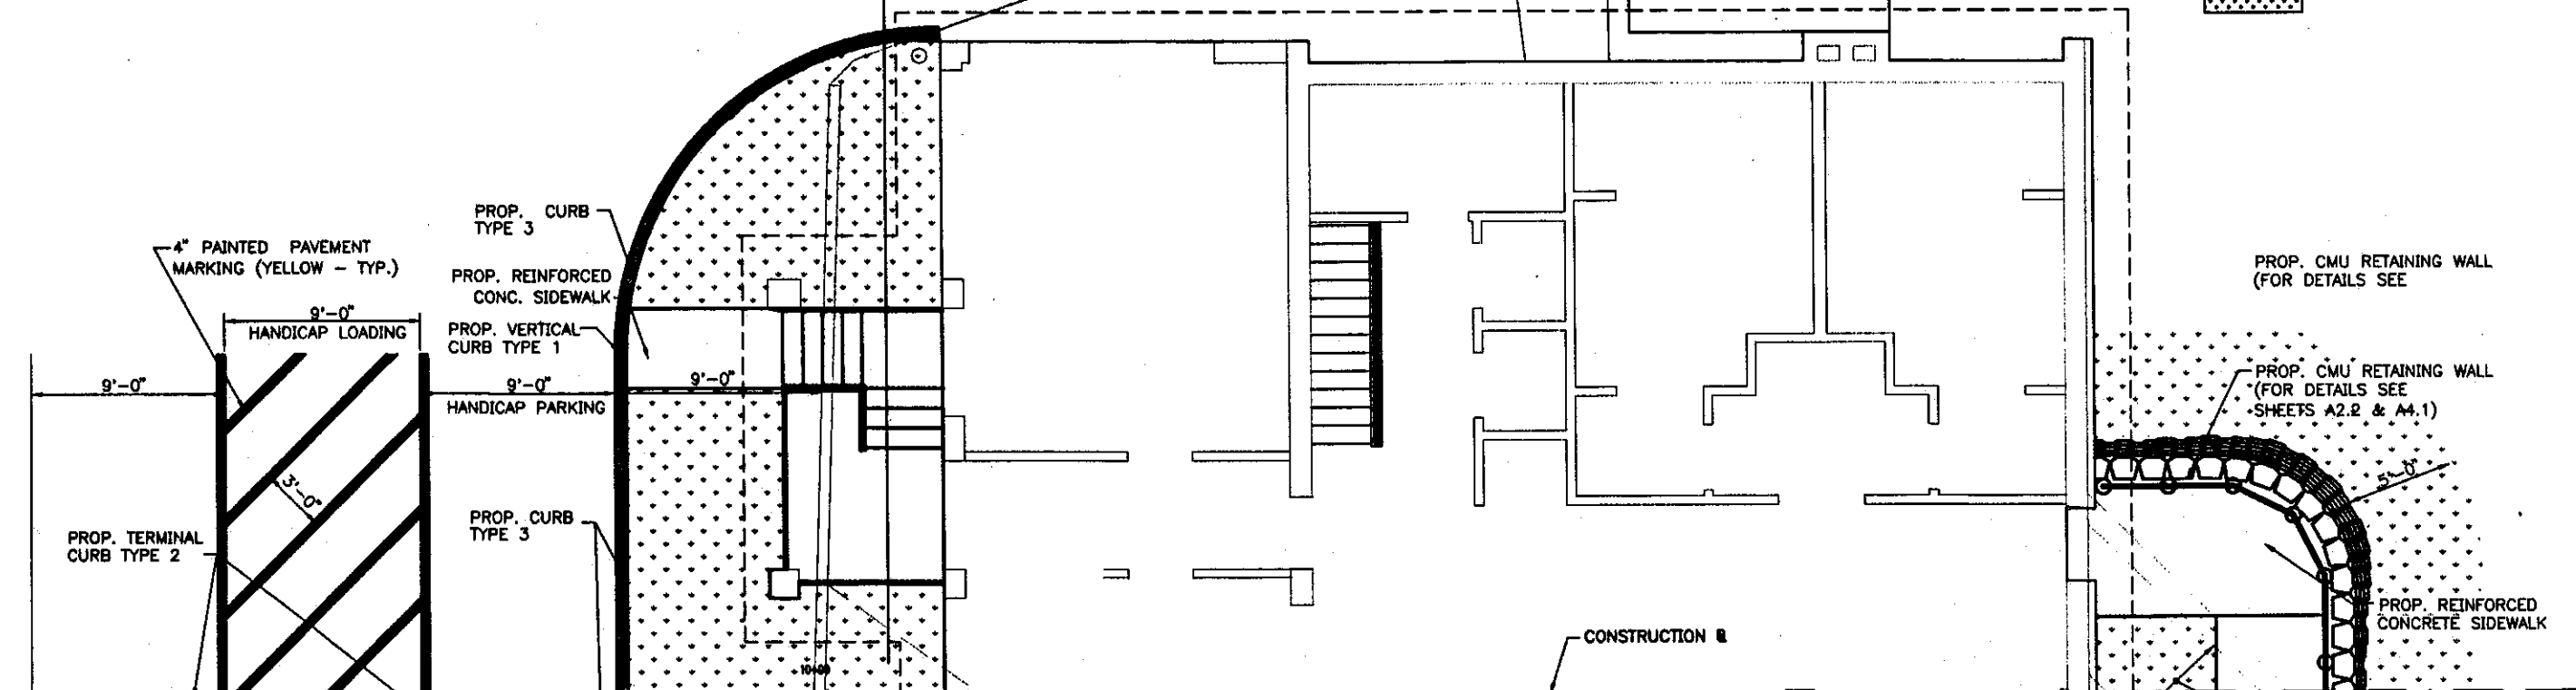 PROP. CURB
TYPE 3
4" PAINTED PAVEMENT
MARKING (YELLOW - TYP.)
PROP. REINFORCED
CONC. SIDEWALK
9'-0"
HANDICAP LOADING
PROP. VERTICAL
CURB TYPE 1
9'-0"
9'-0"
HANDICAP PARKING
9'-0"
3'-0"
PROP. CURB
TYPE 3
PROP. TERMINAL
CURB TYPE 2
10+00
CONSTRUCTION ℄
PROP. CMU RETAINING WALL
(FOR DETAILS SEE
PROP. CMU RETAINING WALL
(FOR DETAILS SEE
SHEETS A2.2 & A4.1)
5'-0"
PROP. REINFORCED
CONCRETE SIDEWALK